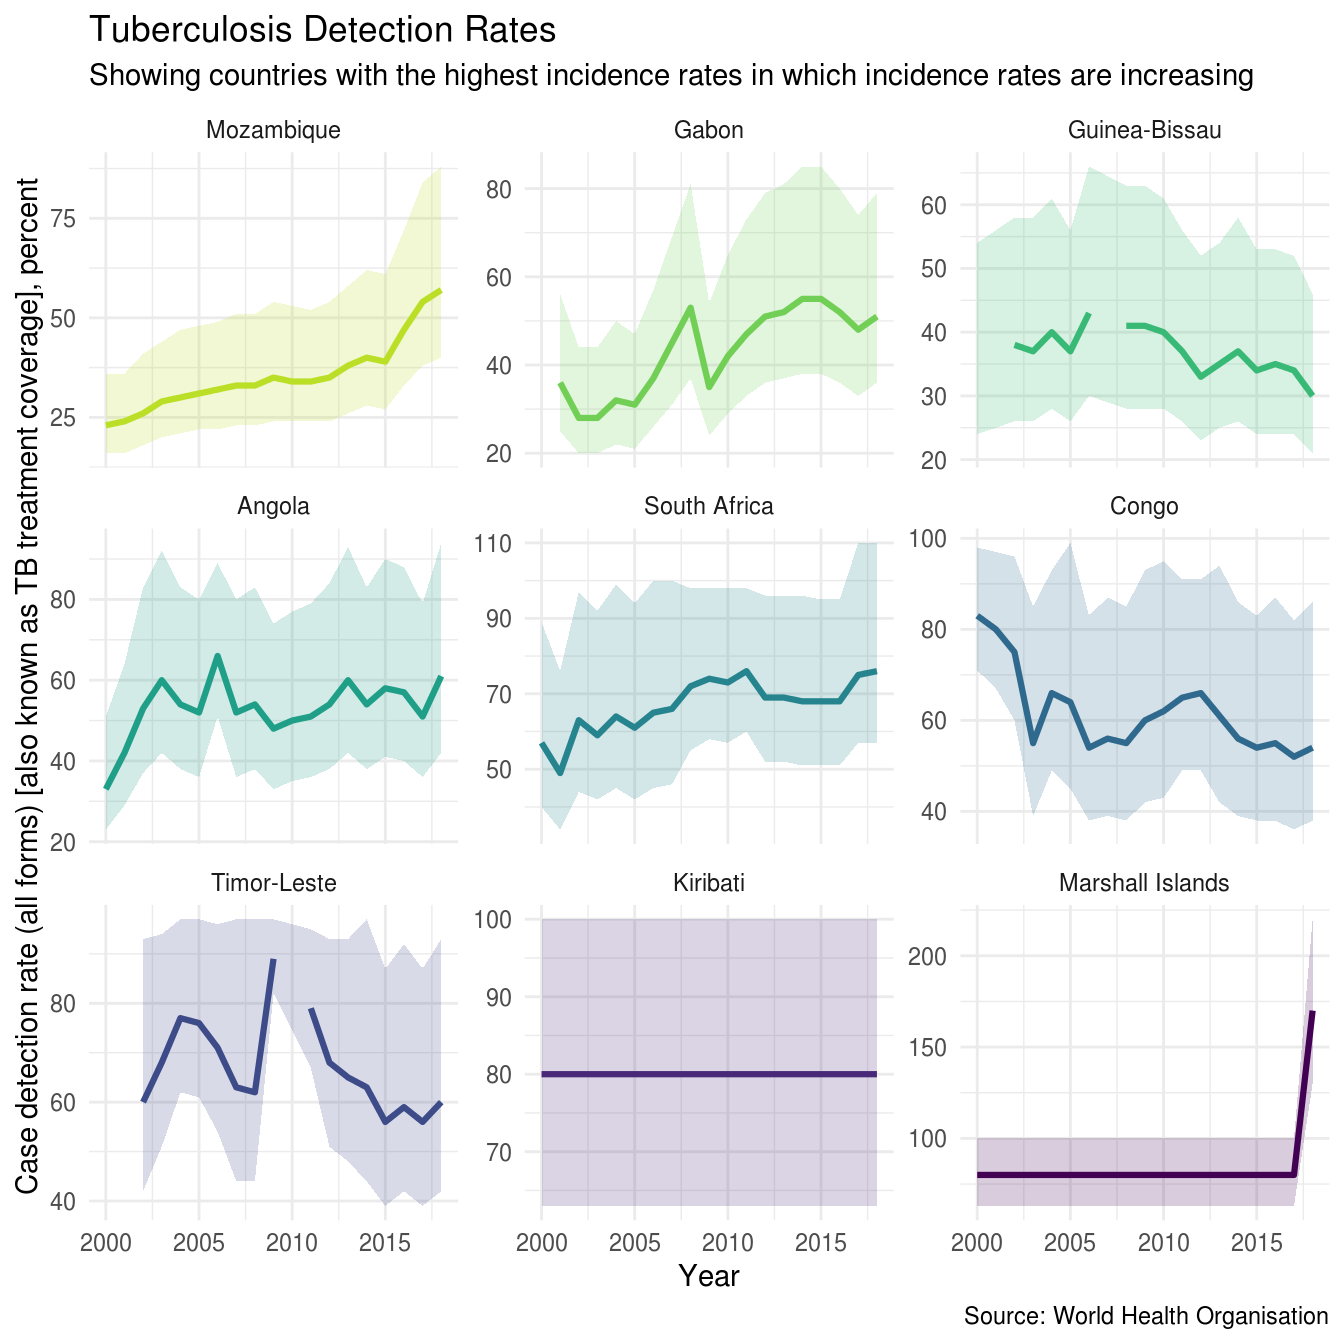 Tuberculosis Detection Rates
Showing countries with the highest incidence rates in which incidence rates are increasing
Case detection rate (all forms) [also known as TB treatment coverage], percent
Mozambique
75
50
25
Gabon
80
60
40
20
Guinea-Bissau
60
50
40
30
20
Angola
80
60
40
20
South Africa
110
90
70
50
Congo
100
80
60
40
Timor-Leste
80
60
40
2000 2005 2010 2015
Kiribati
100
90
80
70
2000 2005 2010 2015
Marshall Islands
200
150
100
2000 2005 2010 2015
Year
Source: World Health Organisation